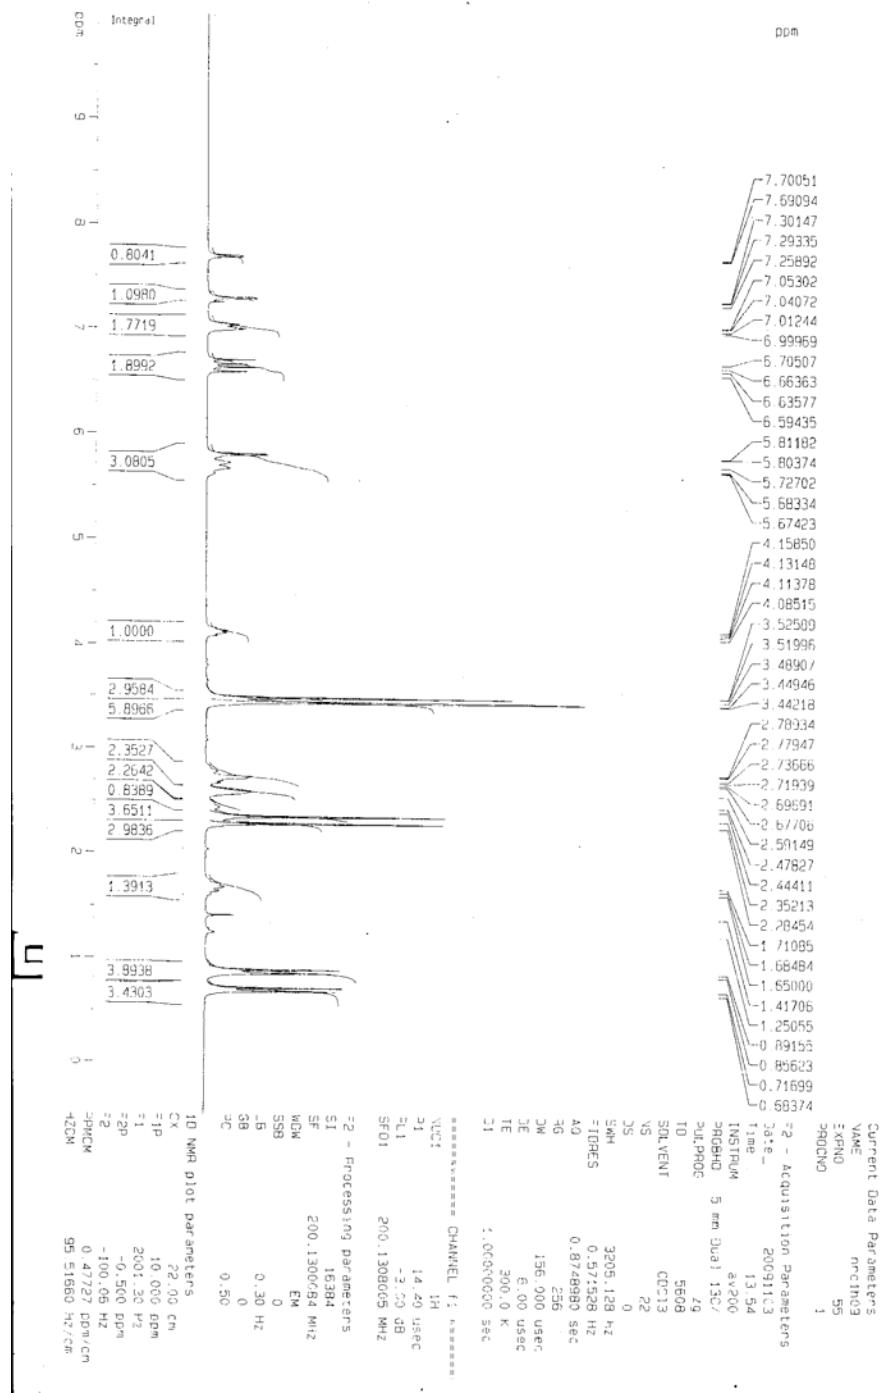 ppm
7.70051
7.69094
7.30147
7.29335
7.25892
7.05302
7.04072
7.01244
6.99969
6.70507
6.66363
6.63577
6.59435
5.81182
5.80374
5.72702
5.68334
5.67423
4.15850
4.13148
4.11378
4.08515
3.52509
3.51996
3.48907
3.44946
3.44218
2.78934
2.77947
2.73666
2.71939
2.69691
2.67706
2.59149
2.47827
2.44411
2.35213
2.28454
1.71085
1.68484
1.65000
1.41706
1.25055
0.89155
0.85623
0.71699
0.68374
Integral
0.8041
1.0980
1.7719
1.8992
3.0805
1.0000
2.9584
5.8966
2.3527
2.2642
0.8389
3.6511
2.9836
1.3913
3.8938
3.4303
ppm
9
8
7
6
5
4
3
2
1
0
Current Data Parameters
NAME
EXPNO 55
PROCNO 1
F2 - Acquisition Parameters
Date_
Time 13.54
INSTRUM av200
PROBHD 5 mm Dual 13C/
PULPROG zg
TD 5608
SOLVENT CDCl3
NS 22
DS 0
SWH 3205.128 Hz
FIDRES 0.571528 Hz
AQ 0.8748980 sec
RG 256
DW 156.000 usec
DE 6.00 usec
TE 300.0 K
D1 1.00000000 sec
======== CHANNEL f1 ========
NUC1 1H
P1 14.40 usec
PL1 -3.00 dB
SFO1 200.1308005 MHz
F2 - Processing parameters
SI 16384
SF 200.1300084 MHz
WDW EM
SSB 0
LB 0.30 Hz
GB 0
PC 0.50
1D NMR plot parameters
CX 22.00 cm
F1P 10.000 ppm
F1 2001.30 Hz
F2P -0.500 ppm
F2 -100.06 Hz
PPMCM 0.47727 ppm/cm
HZCM 95.51660 Hz/cm